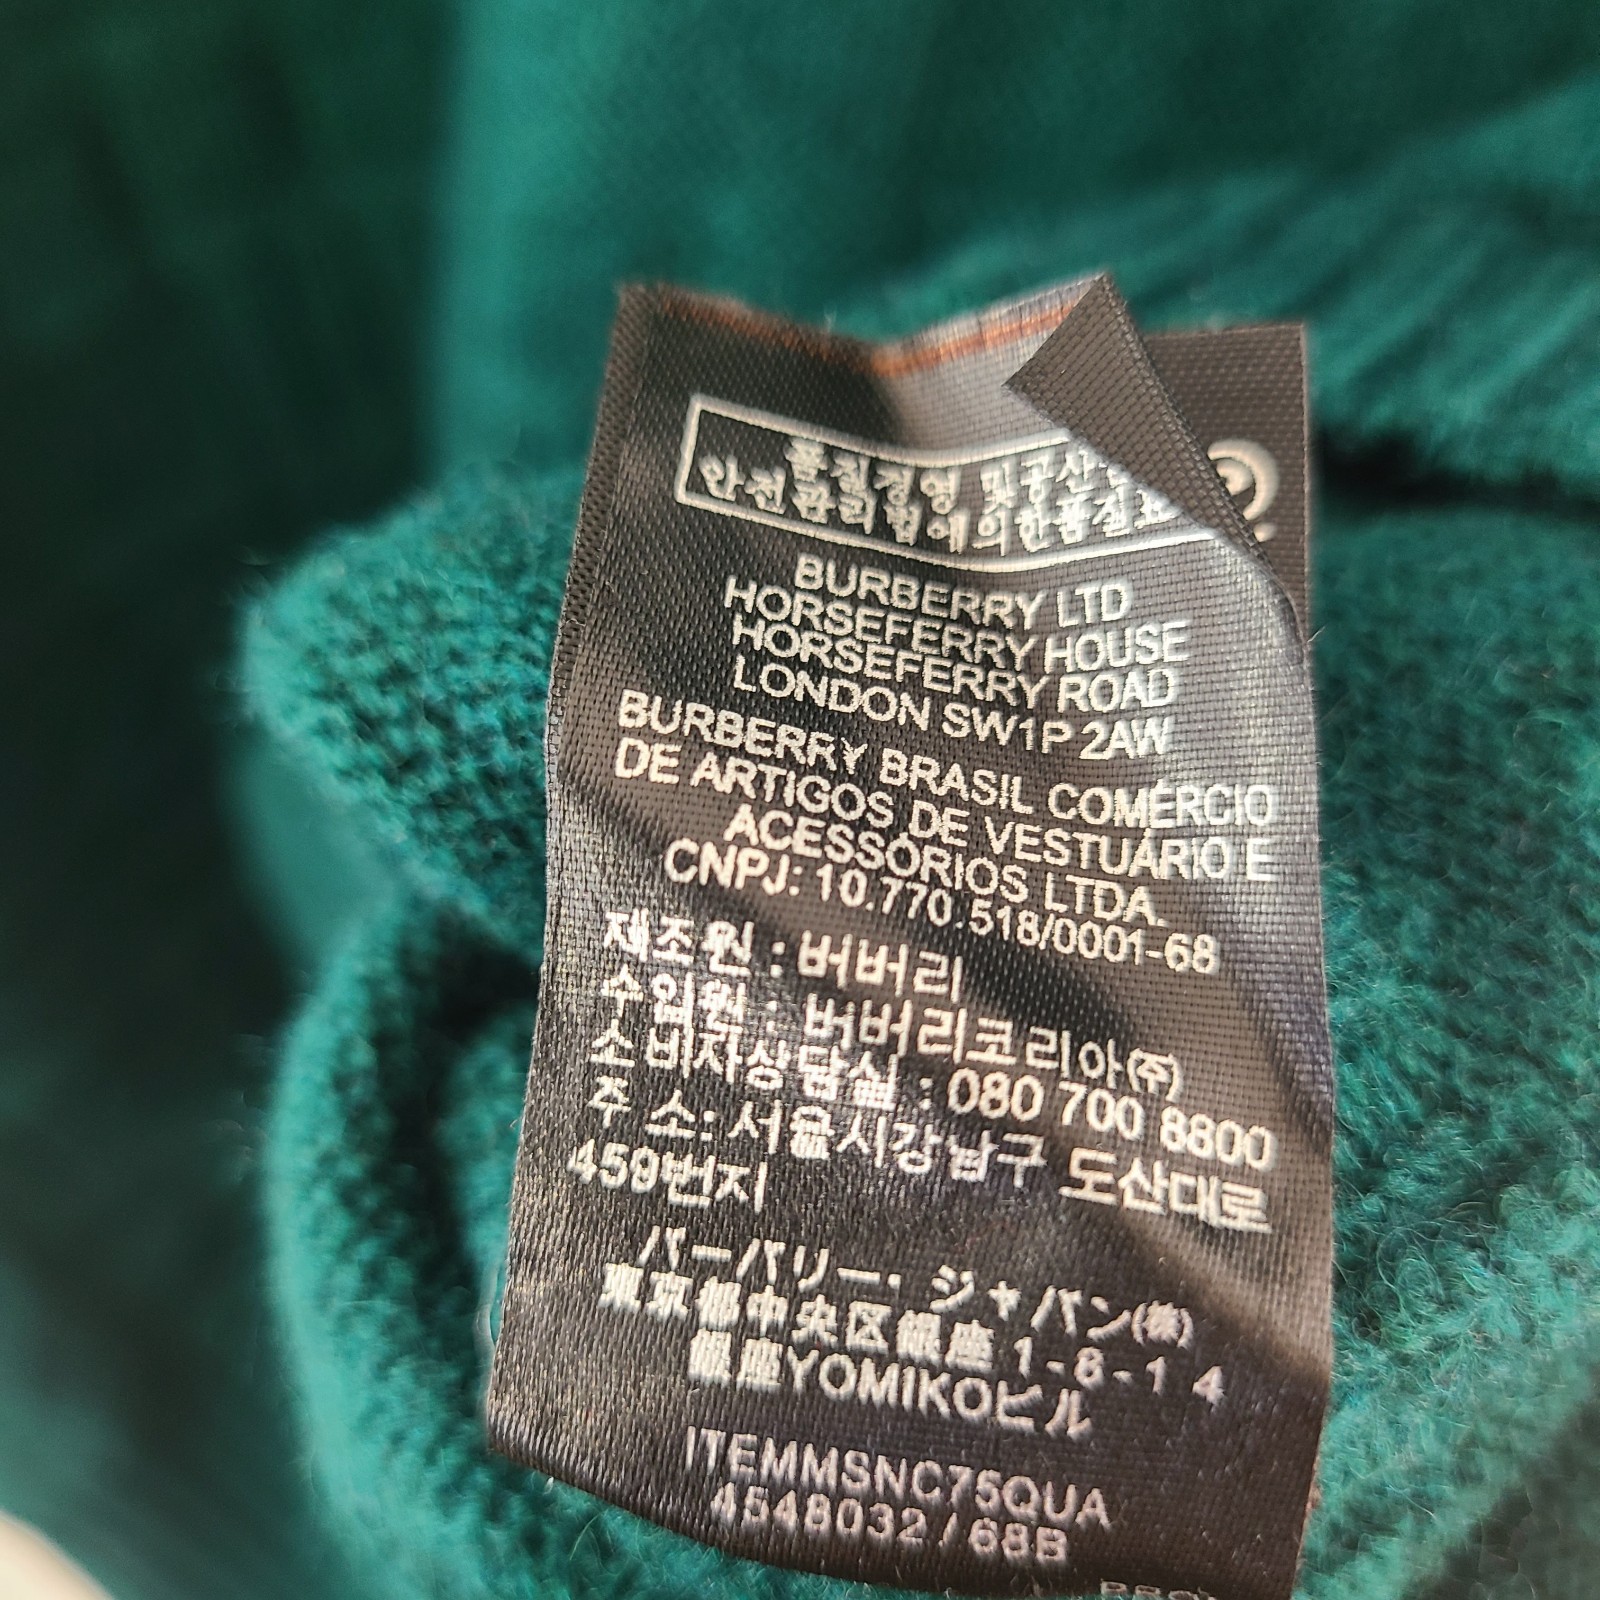 품질경영 및 공산
안전관리법에의한품질표
BURBERRY LTD
HORSEFERRY HOUSE
HORSEFERRY ROAD
LONDON SW1P 2AW
BURBERRY BRASIL COMÉRCIO
DE ARTIGOS DE VESTUÁRIO E
ACESSÓRIOS LTDA.
CNPJ: 10.770.518/0001-68
제조원 : 버버리
수입원 : 버버리코리아(주)
소비자상담실 : 080 700 8800
주 소: 서울시강남구 도산대로
459번지
バーバリー・ジャパン(株)
東京都中央区銀座 1-8-1 4
銀座YOMIKOビル
ITEMMSNC75QUA
4548032 / 68B